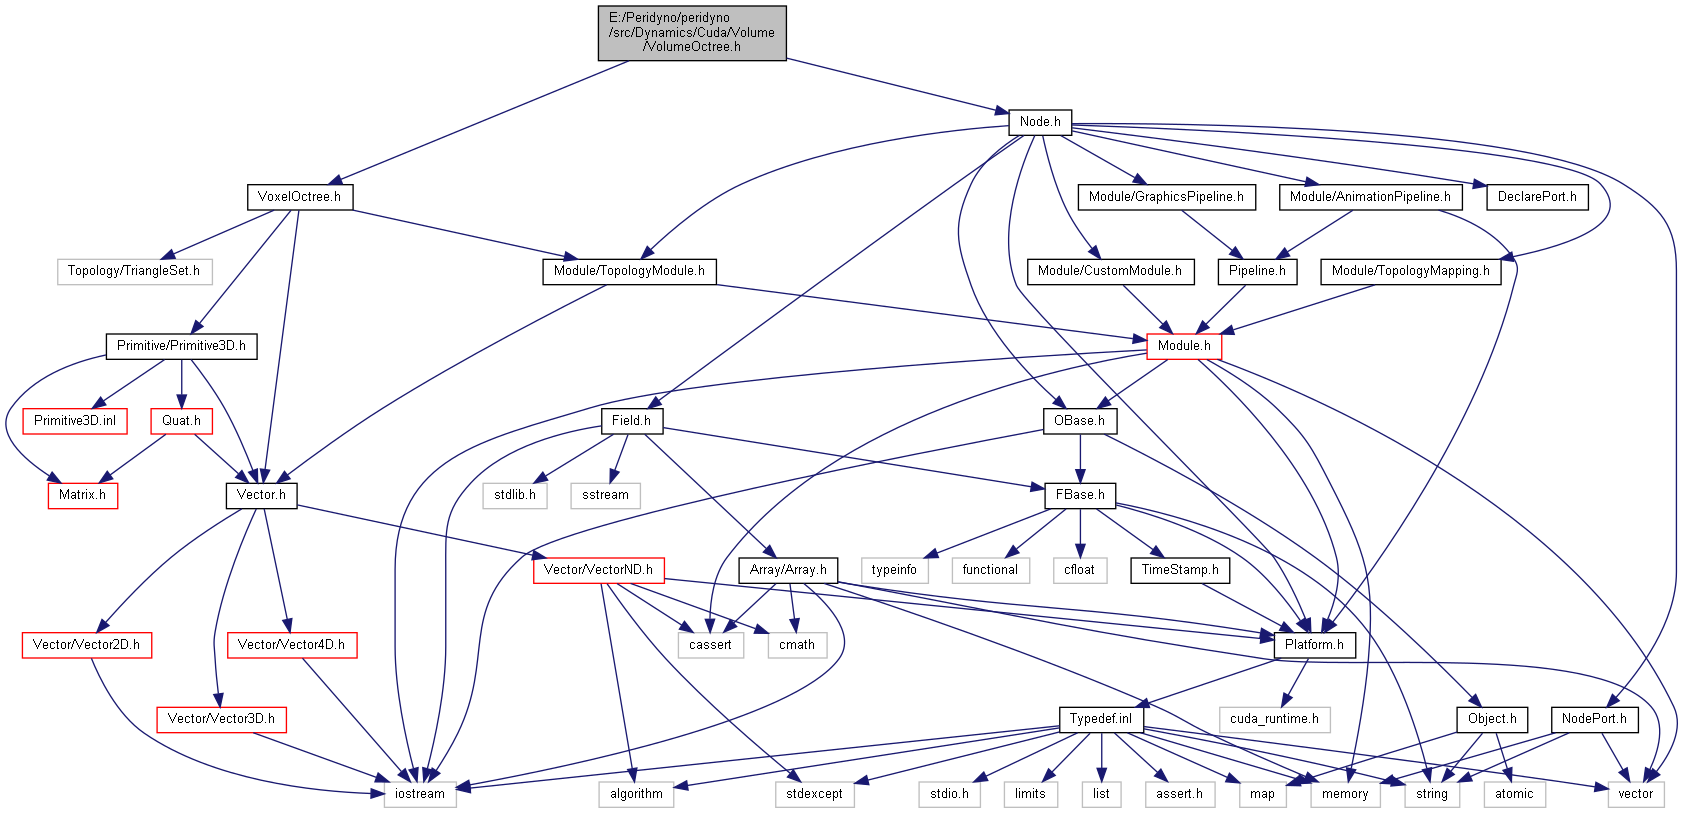 E:/Peridyno/peridyno
/src/Dynamics/Cuda/Volume
/VolumeOctree.h
Node.h
VoxelOctree.h
Module/GraphicsPipeline.h
Module/AnimationPipeline.h
DeclarePort.h
Topology/TriangleSet.h
Module/TopologyModule.h
Module/CustomModule.h
Pipeline.h
Module/TopologyMapping.h
Primitive/Primitive3D.h
Module.h
Primitive3D.inl
Quat.h
Field.h
OBase.h
Matrix.h
Vector.h
stdlib.h
sstream
FBase.h
Vector/VectorND.h
Array/Array.h
typeinfo
functional
cfloat
TimeStamp.h
Vector/Vector2D.h
Vector/Vector4D.h
cassert
cmath
Platform.h
Vector/Vector3D.h
Typedef.inl
cuda_runtime.h
Object.h
NodePort.h
iostream
algorithm
stdexcept
stdio.h
limits
list
assert.h
map
memory
string
atomic
vector